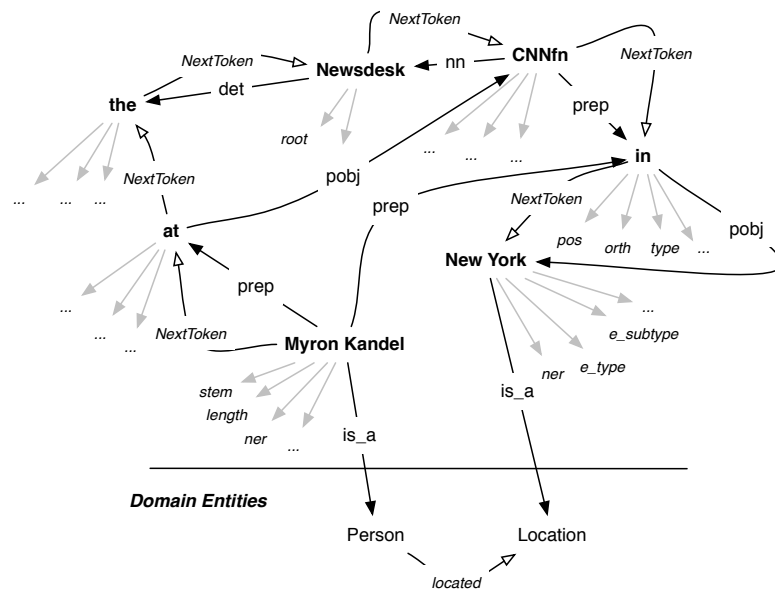 NextToken
NextToken
CNNfn
NextToken
Newsdesk
nn
det
the
prep
root
... ... ...
in
NextToken
pobj
NextToken
... ... ...
prep
at
pobj
pos orth type ...
New York
prep
...
...
e_subtype
... NextToken
...
Myron Kandel
ner e_type
stem
length
is_a
ner ...
is_a
Domain Entities
Person Location
located